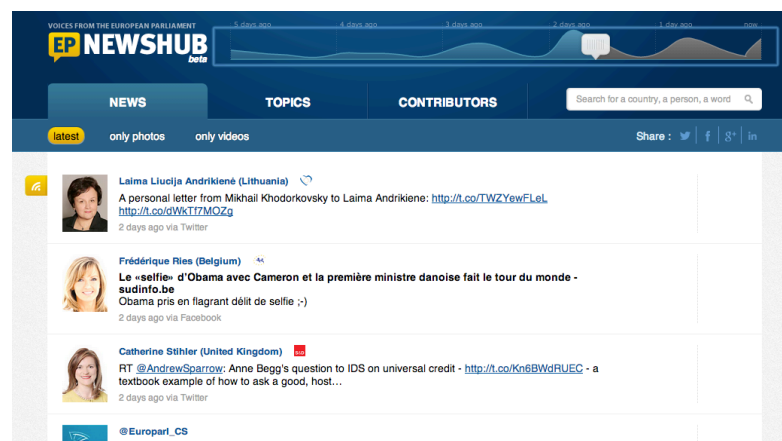 VOICES FROM THE EUROPEAN PARLIAMENT
EP NEWSHUB
beta
5 days ago 4 days ago 3 days ago 2 days ago 1 day ago now
NEWS TOPICS CONTRIBUTORS
Search for a country, a person, a word
latest only photos only videos
Share : f g+ in
Laima Liucija Andrikienė (Lithuania)
A personal letter from Mikhail Khodorkovsky to Laima Andrikiene: http://t.co/TWZYewFLeL
http://t.co/dWkTf7MOZg
2 days ago via Twitter
Frédérique Ries (Belgium)
Le «selfie» d'Obama avec Cameron et la première ministre danoise fait le tour du monde -
sudinfo.be
Obama pris en flagrant délit de selfie ;-)
2 days ago via Facebook
Catherine Stihler (United Kingdom) S&D
RT @AndrewSparrow: Anne Begg's question to IDS on universal credit - http://t.co/Kn6BWdRUEC - a
textbook example of how to ask a good, host…
2 days ago via Twitter
@Europarl_CS